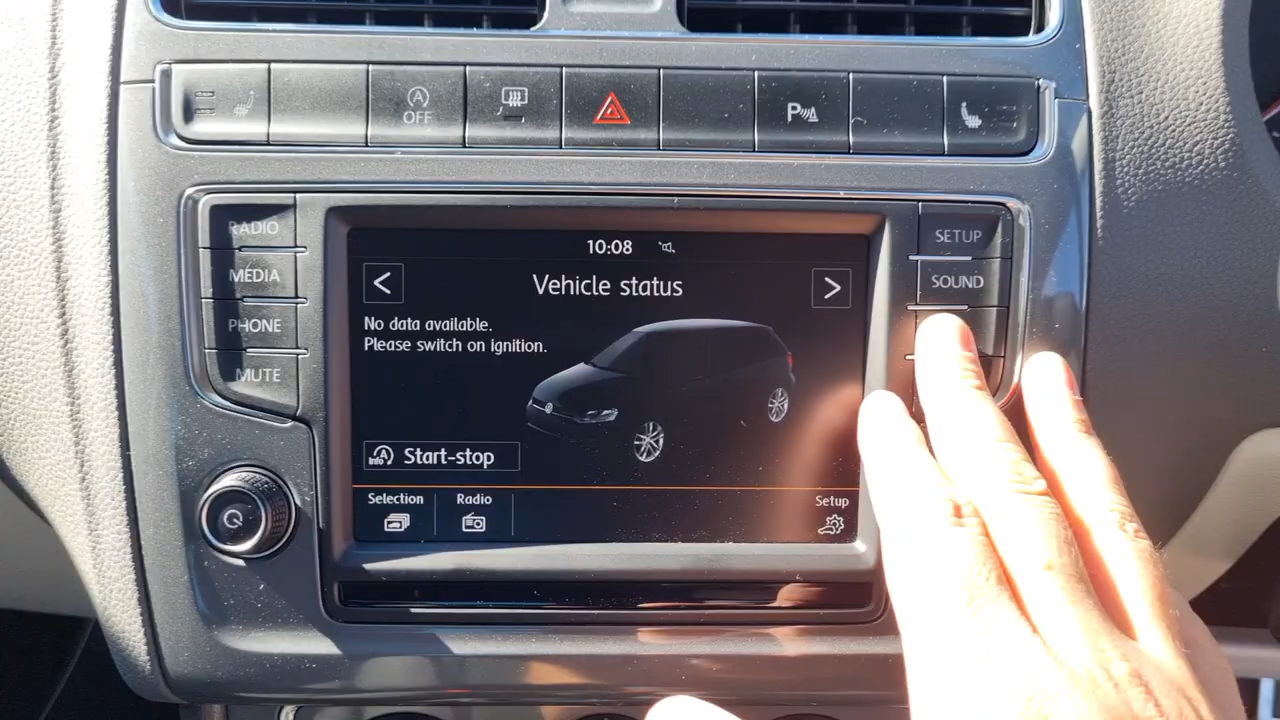 OFF
P
RADIO
MEDIA
PHONE
MUTE
SETUP
SOUND
10:08
< Vehicle status >
No data available.
Please switch on ignition.
Info Start-stop
Selection Radio Setup